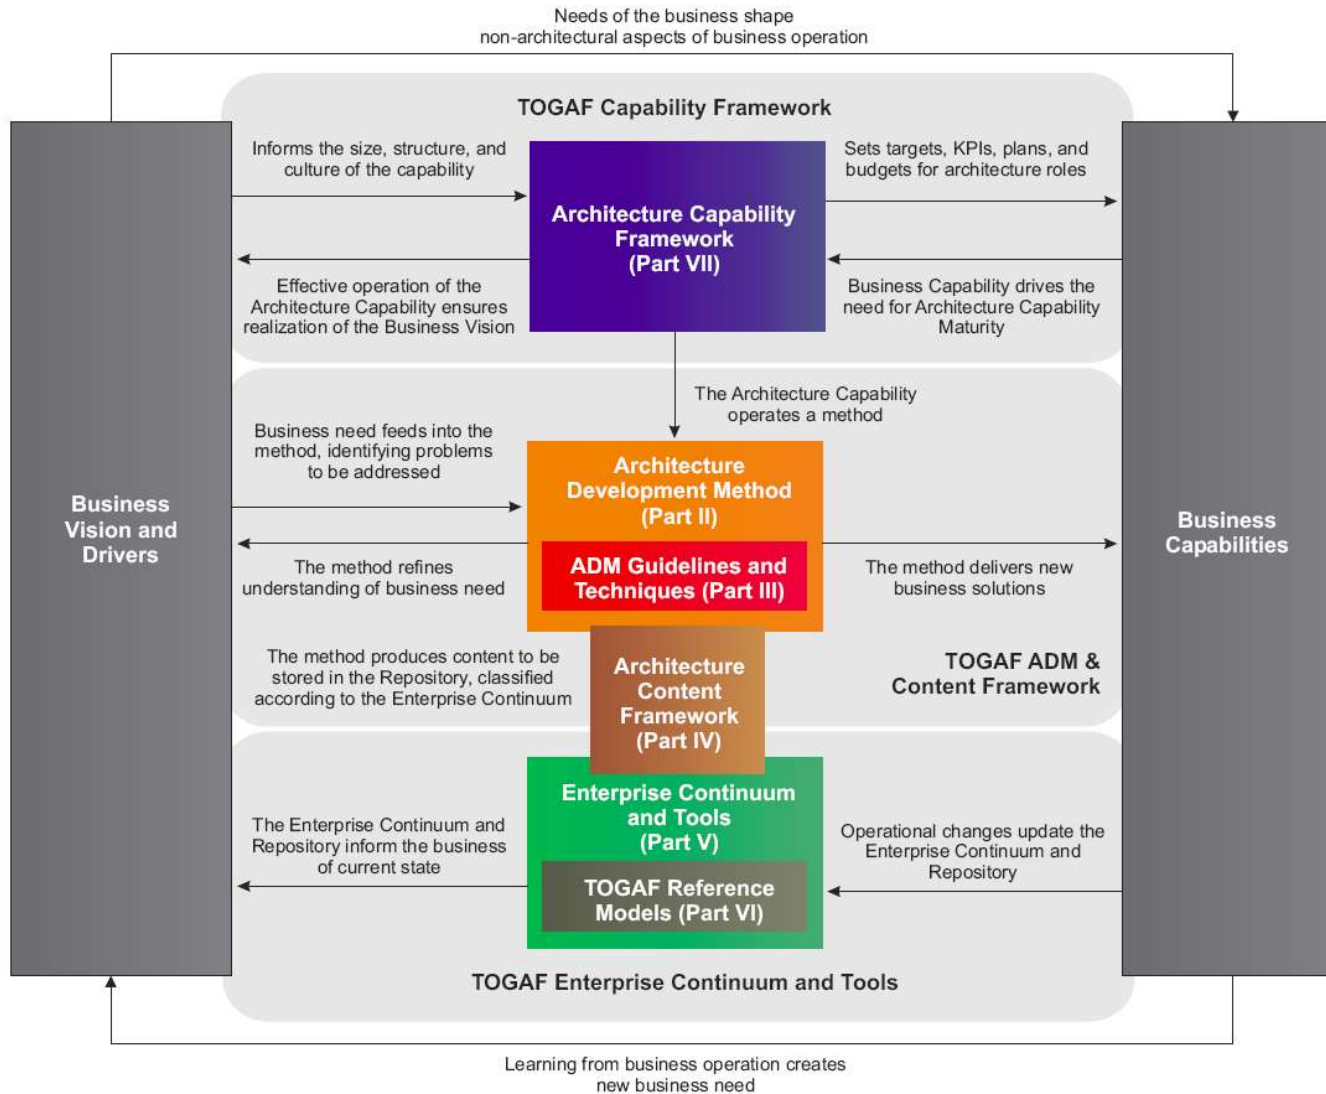 Needs of the business shape
non-architectural aspects of business operation
TOGAF Capability Framework
Informs the size, structure, and
culture of the capability
Architecture Capability
Framework
(Part VII)
Sets targets, KPIs, plans, and
budgets for architecture roles
Effective operation of the
Architecture Capability ensures
realization of the Business Vision
Business Capability drives the
need for Architecture Capability
Maturity
The Architecture Capability
operates a method
Business need feeds into the
method, identifying problems
to be addressed
Architecture
Development Method
(Part II)
Business
Vision and
Drivers
Business
Capabilities
The method refines
understanding of business need
ADM Guidelines and
Techniques (Part III)
The method delivers new
business solutions
The method produces content to be
stored in the Repository, classified
according to the Enterprise Continuum
Architecture
Content
Framework
(Part IV)
TOGAF ADM &
Content Framework
Enterprise Continuum
and Tools
(Part V)
The Enterprise Continuum and
Repository inform the business
of current state
Operational changes update the
Enterprise Continuum and
Repository
TOGAF Reference
Models (Part VI)
TOGAF Enterprise Continuum and Tools
Learning from business operation creates
new business need